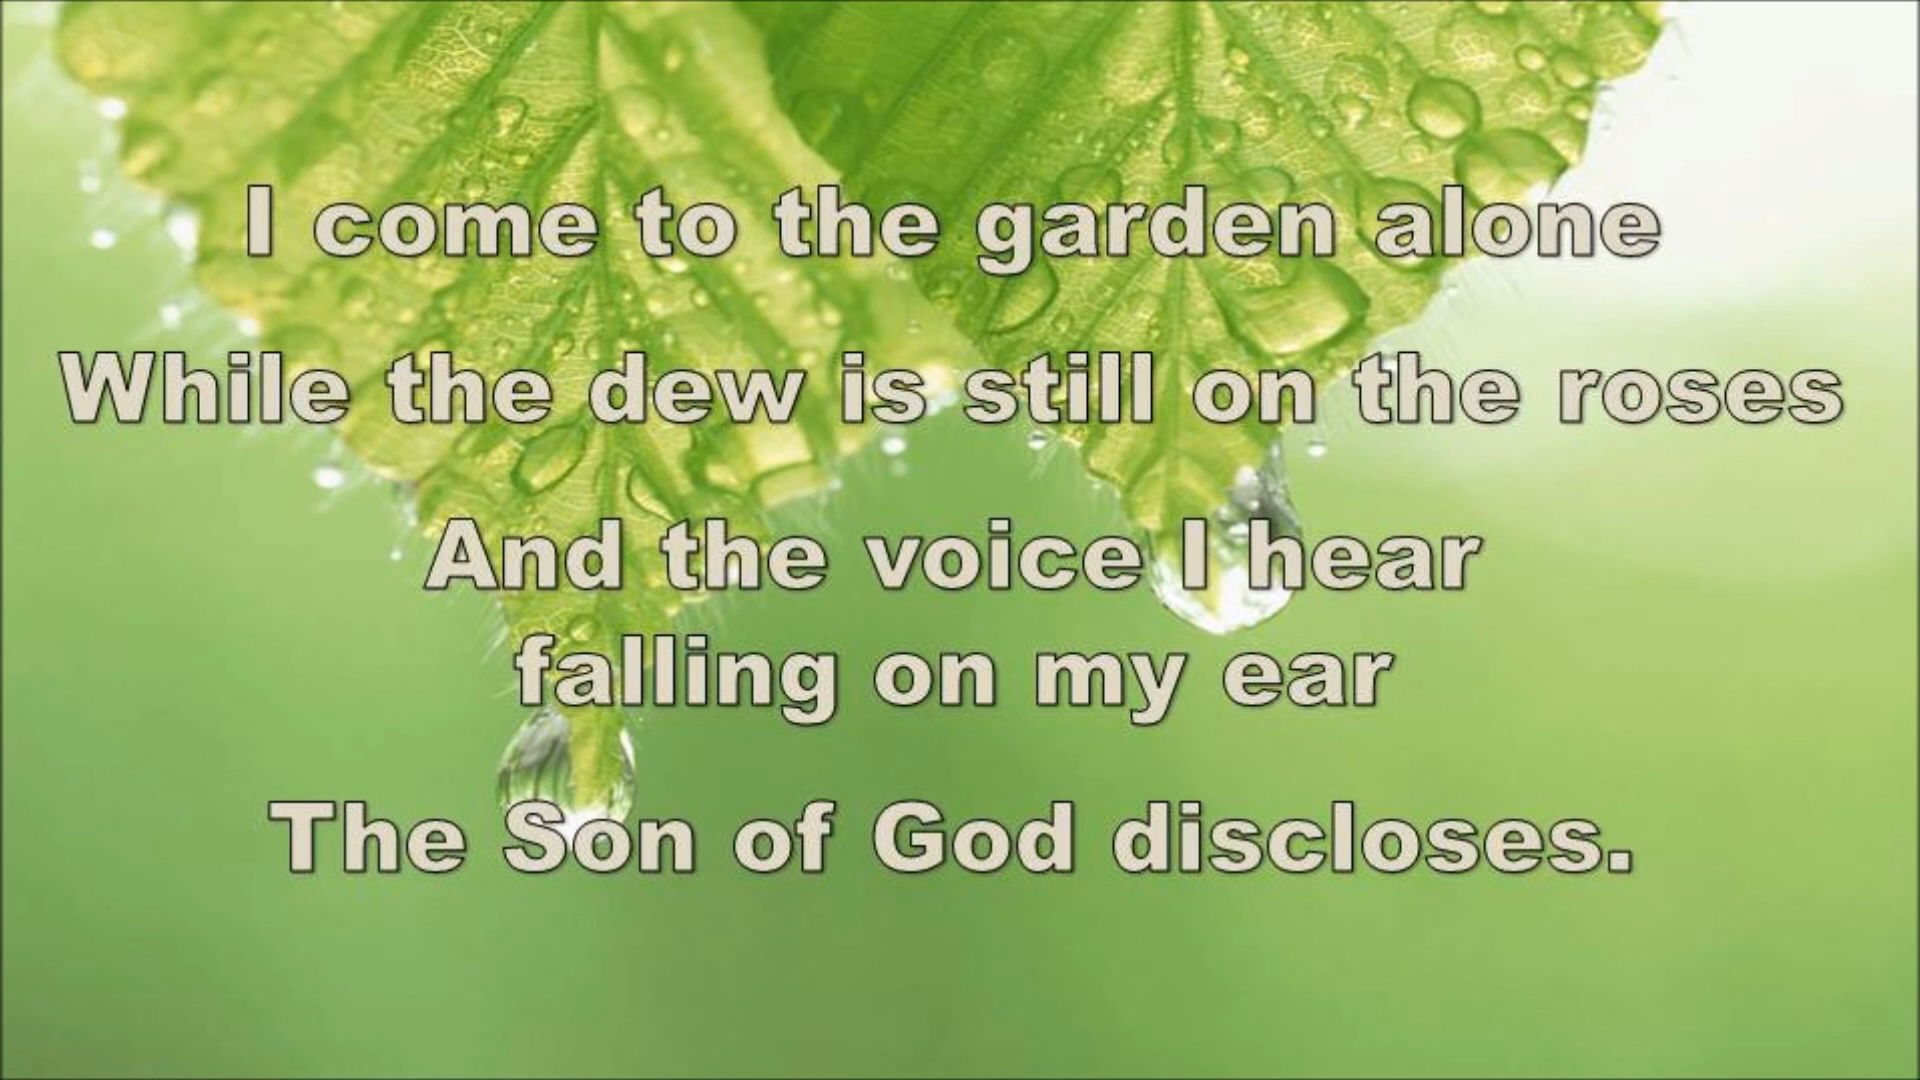 I come to the garden alone
While the dew is still on the roses
And the voice I hear
falling on my ear
The Son of God discloses.